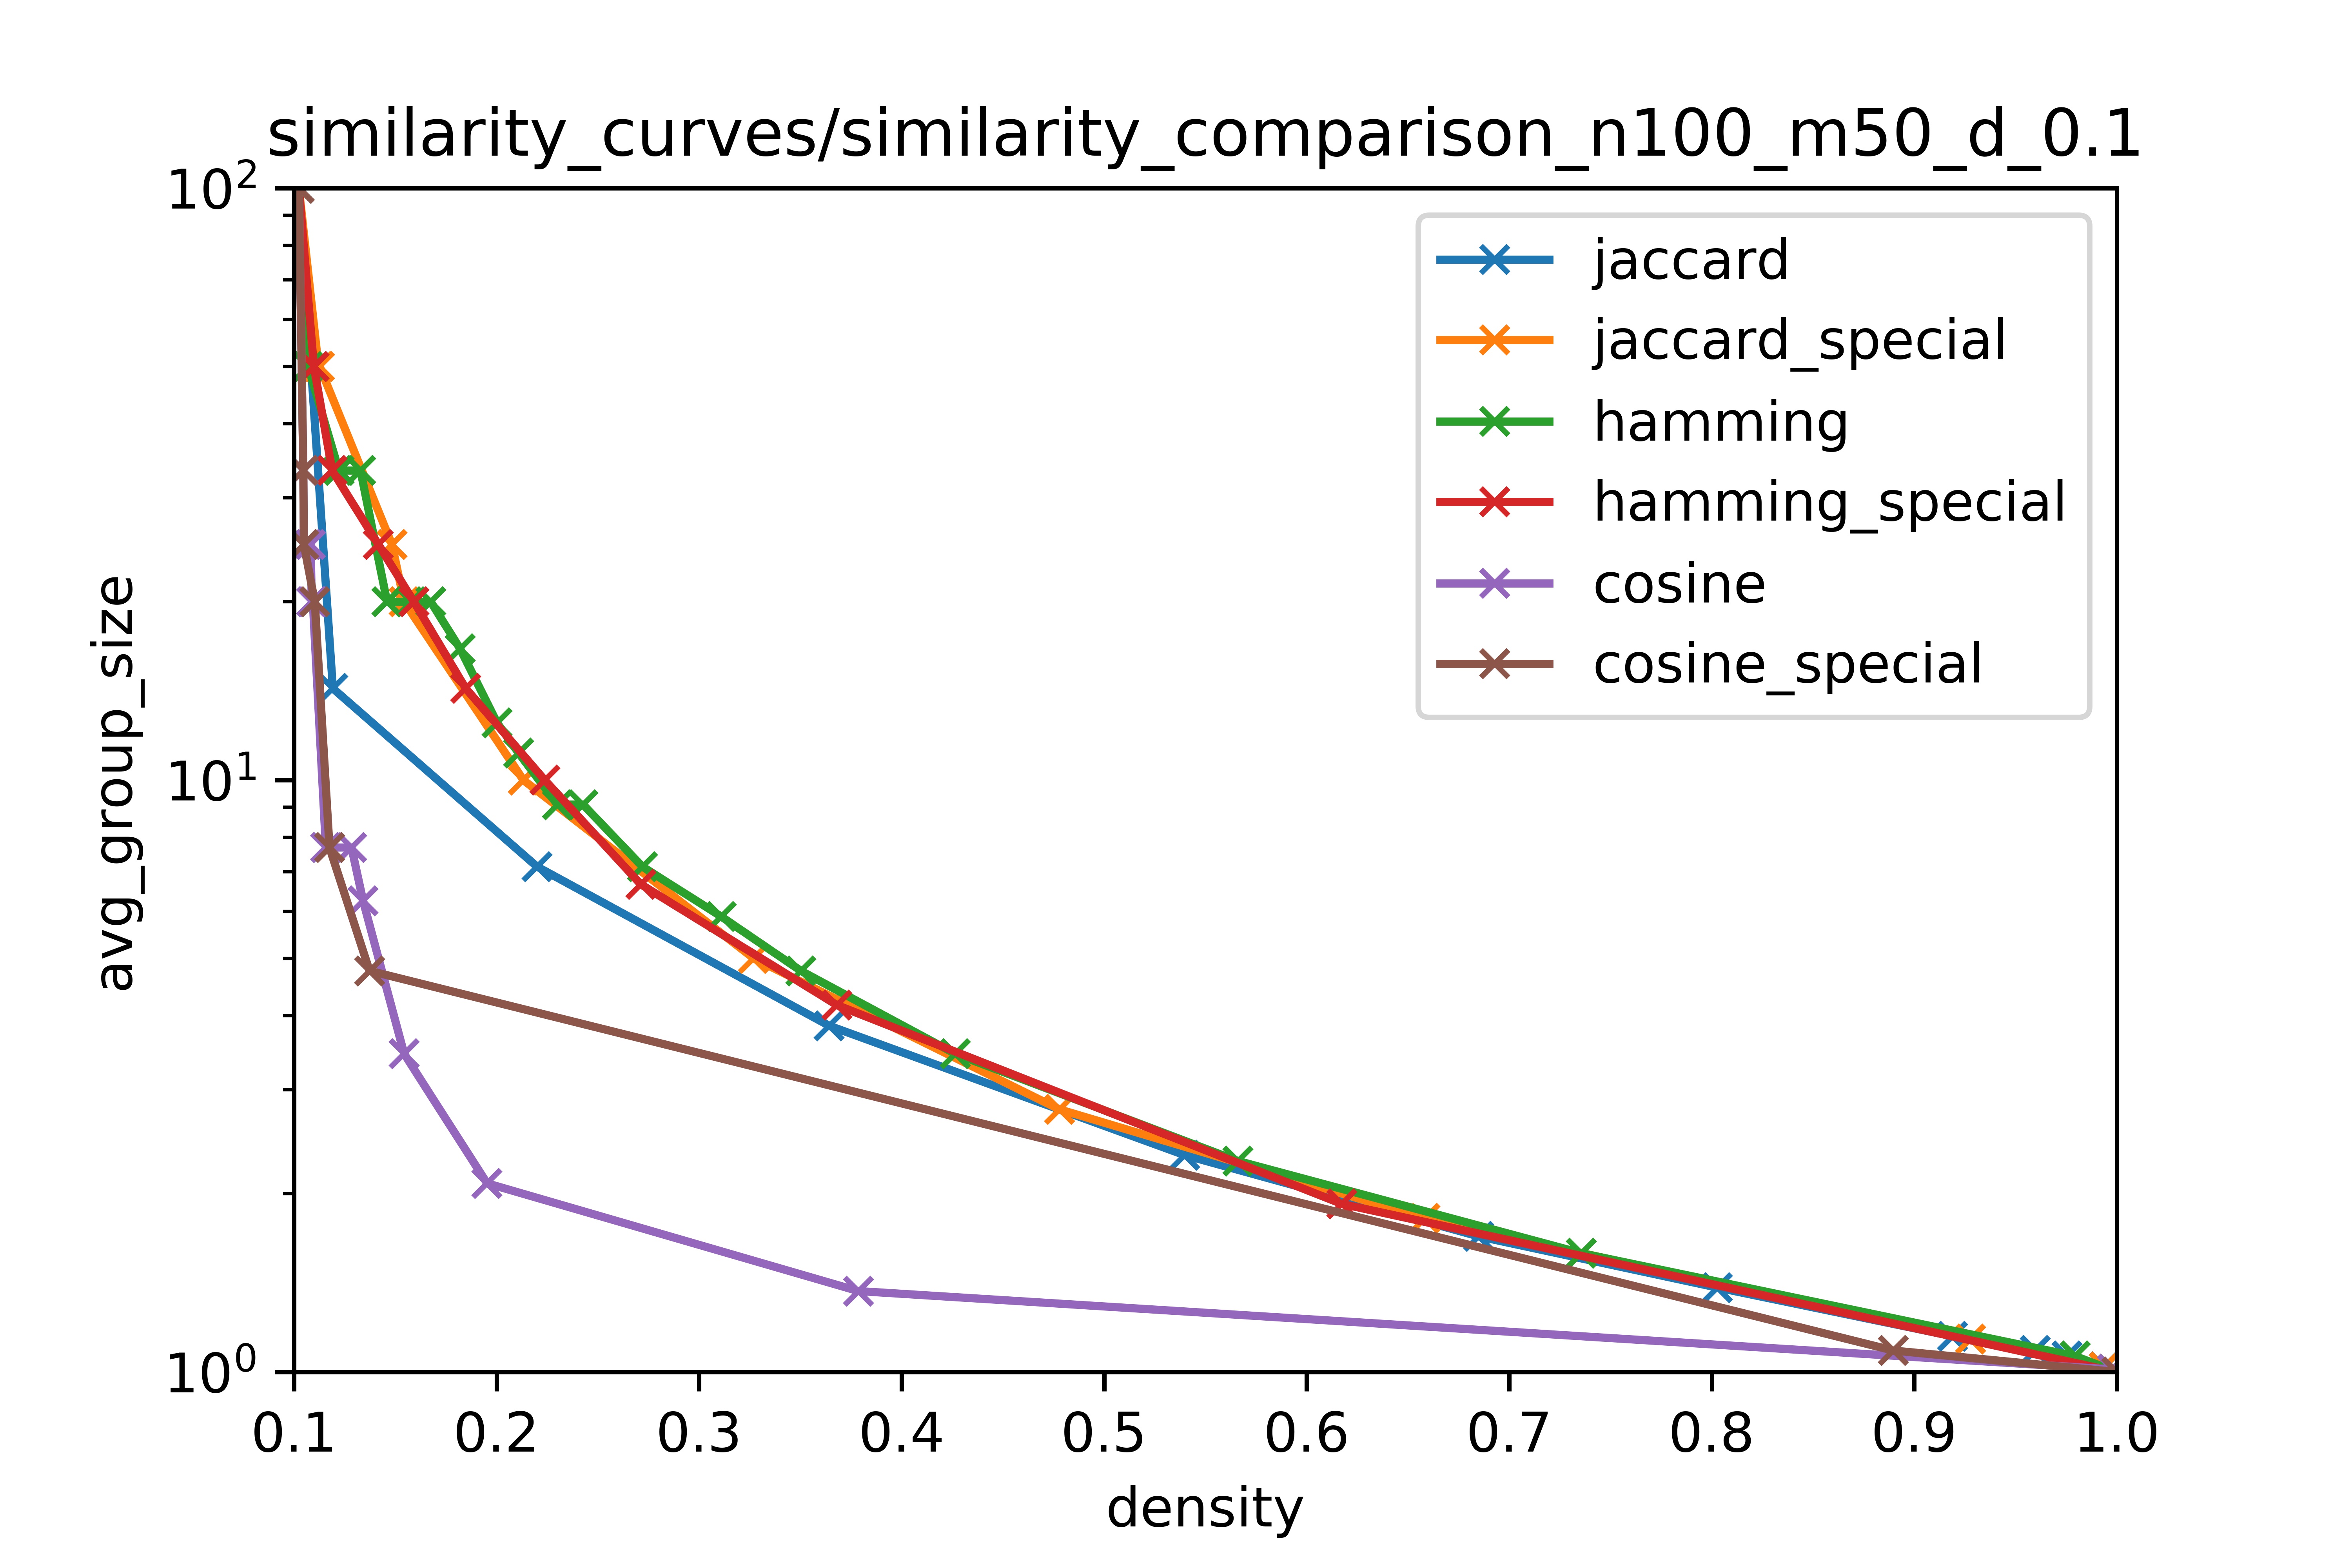 similarity_curves/similarity_comparison_n100_m50_d_0.1
10²
10¹
10⁰
avg_group_size
jaccard
jaccard_special
hamming
hamming_special
cosine
cosine_special
0.1 0.2 0.3 0.4 0.5 0.6 0.7 0.8 0.9 1.0
density